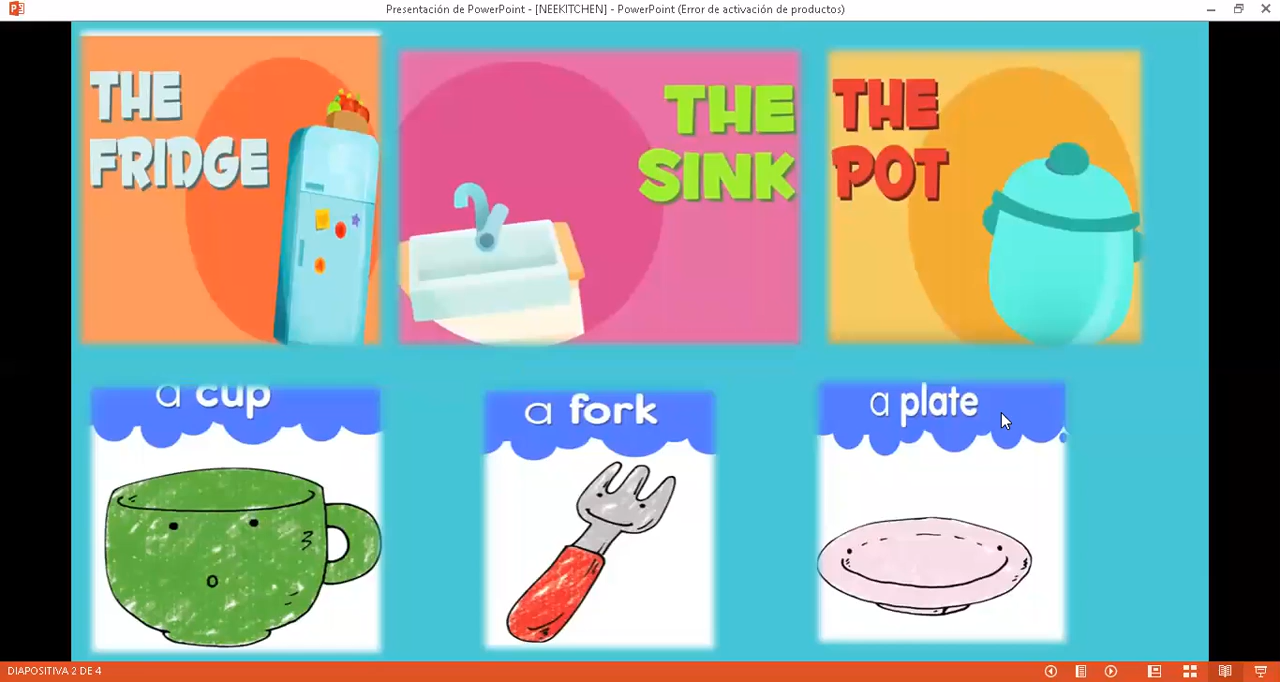 Presentación de PowerPoint - [NEEKITCHEN] - PowerPoint (Error de activación de productos)
THE
FRIDGE
THE
SINK
THE
POT
a cup
a fork
a plate
DIAPOSITIVA 2 DE 4